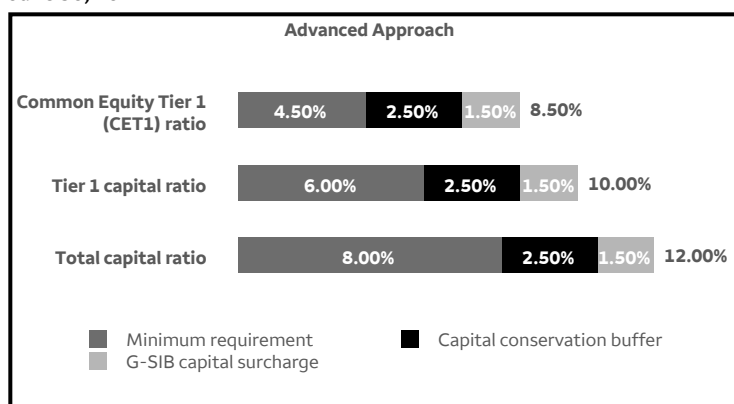 Advanced Approach
Common Equity Tier 1
(CET1) ratio
4.50% 2.50% 1.50% 8.50%
Tier 1 capital ratio
6.00% 2.50% 1.50% 10.00%
Total capital ratio
8.00% 2.50% 1.50% 12.00%
Minimum requirement
Capital conservation buffer
G-SIB capital surcharge